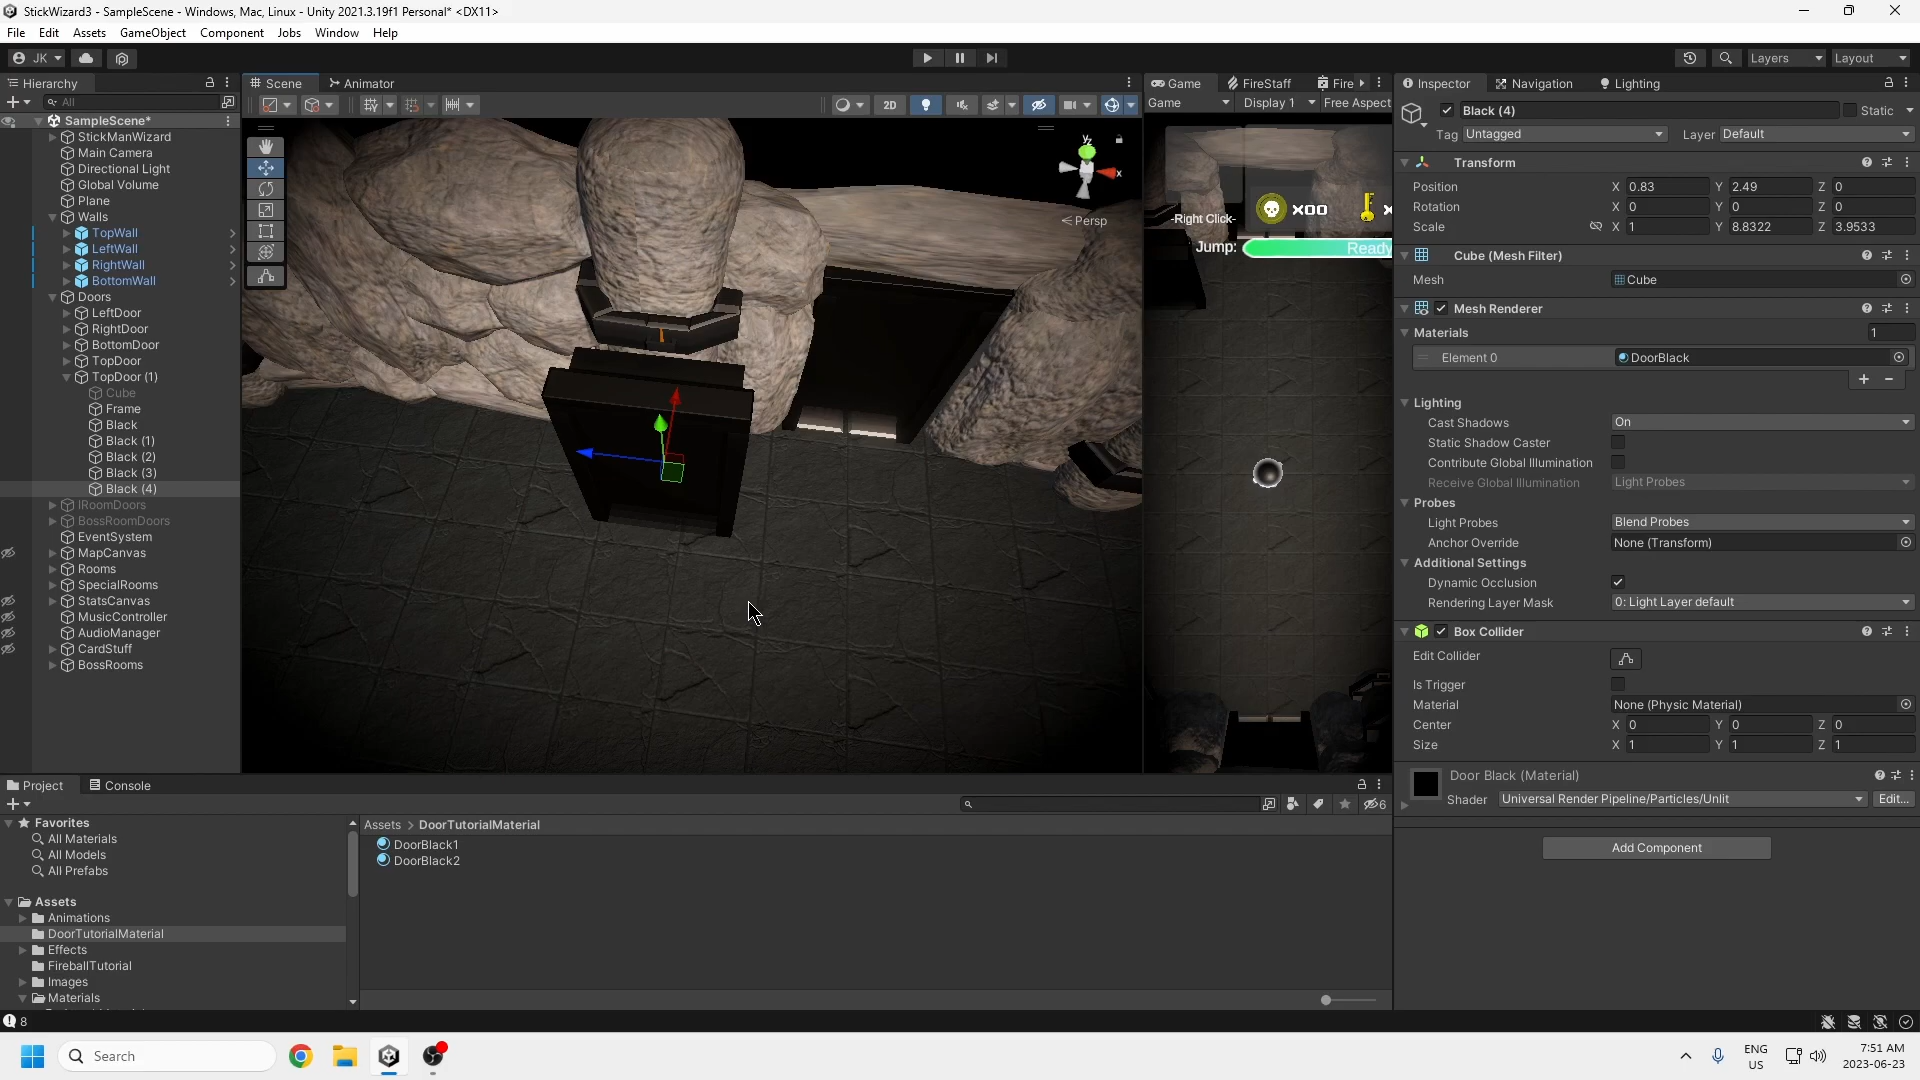 StickWizard3 - SampleScene - Windows, Mac, Linux - Unity 2021.3.19f1 Personal* <DX11>
File Edit Assets GameObject Component Jobs Window Help
JK
Layers Layout
Hierarchy
All
SampleScene*
StickManWizard
Main Camera
Directional Light
Global Volume
Plane
Walls
TopWall
LeftWall
RightWall
BottomWall
Doors
LeftDoor
RightDoor
BottomDoor
TopDoor
TopDoor (1)
Cube
Frame
Black
Black (1)
Black (2)
Black (3)
Black (4)
IRoomDoors
BossRoomDoors
EventSystem
MapCanvas
Rooms
SpecialRooms
StatsCanvas
MusicController
AudioManager
CardStuff
BossRooms
Scene Animator
2D
y
x
Persp
Game FireStaff Fire
Game Display 1 Free Aspect
-Right Click- x00 x
Jump: Ready
Inspector Navigation Lighting
Black (4) Static
Tag Untagged Layer Default
Transform
Position X 0.83 Y 2.49 Z 0
Rotation X 0 Y 0 Z 0
Scale X 1 Y 8.8322 Z 3.9533
Cube (Mesh Filter)
Mesh Cube
Mesh Renderer
Materials 1
Element 0 DoorBlack
Lighting
Cast Shadows On
Static Shadow Caster
Contribute Global Illumination
Receive Global Illumination Light Probes
Probes
Light Probes Blend Probes
Anchor Override None (Transform)
Additional Settings
Dynamic Occlusion
Rendering Layer Mask 0: Light Layer default
Box Collider
Edit Collider
Is Trigger
Material None (Physic Material)
Center X 0 Y 0 Z 0
Size X 1 Y 1 Z 1
Door Black (Material)
Shader Universal Render Pipeline/Particles/Unlit Edit...
Add Component
Project Console
6
Favorites
All Materials
All Models
All Prefabs
Assets
Animations
DoorTutorialMaterial
Effects
FireballTutorial
Images
Materials
Assets > DoorTutorialMaterial
DoorBlack1
DoorBlack2
8
Search
ENG
US
7:51 AM
2023-06-23